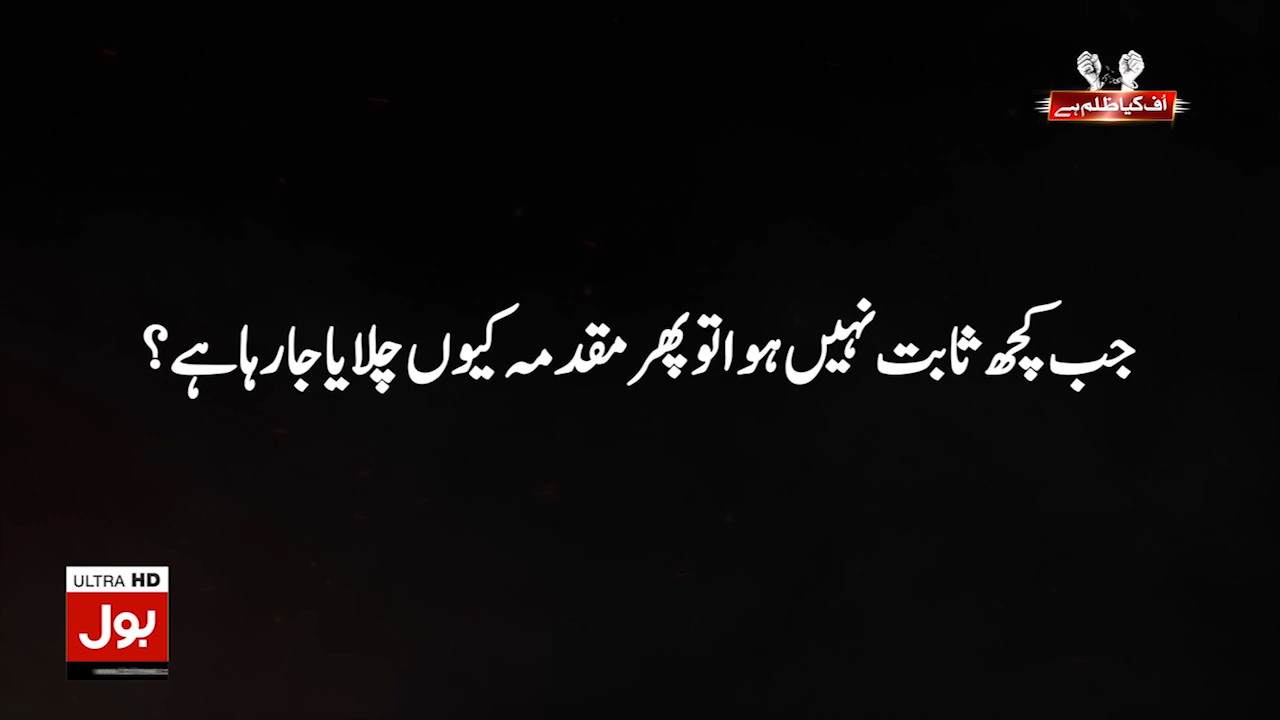 اُف کیا ظلم ہے
جب کچھ ثابت نہیں ہوا تو پھر مقدمہ کیوں چلایا جا رہا ہے؟
ULTRA HD
بول